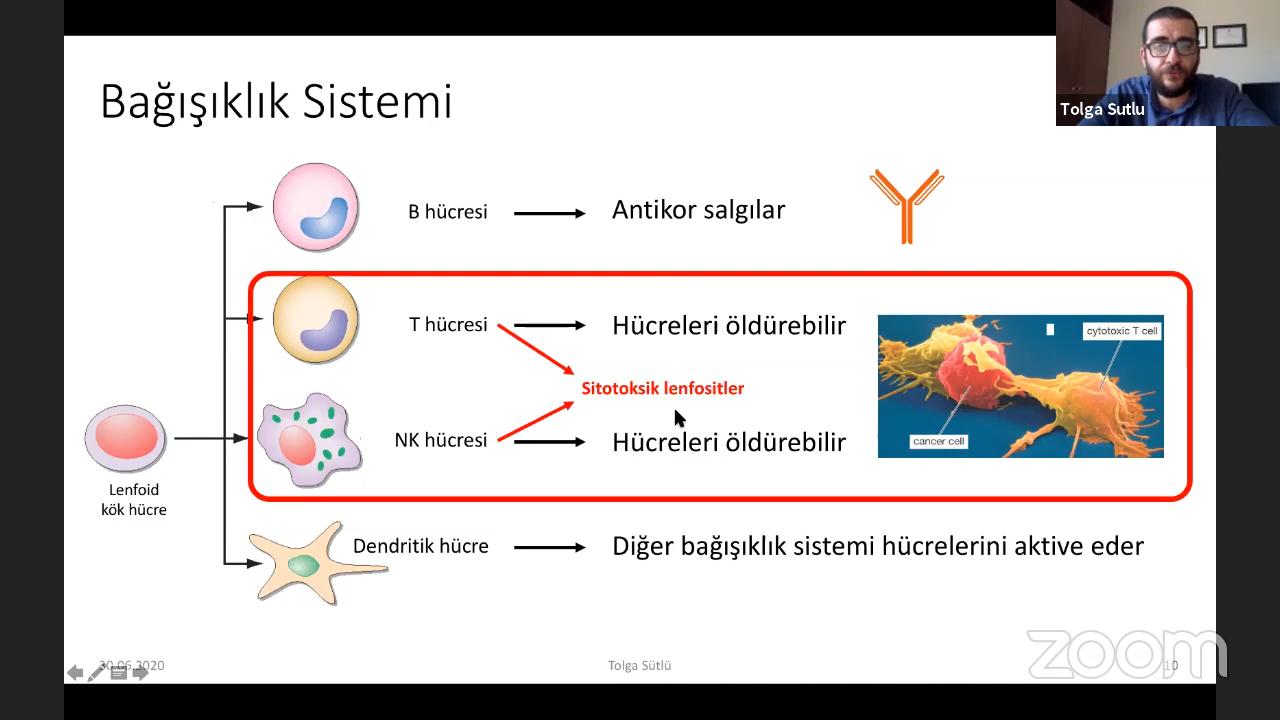 Bağışıklık Sistemi
Tolga Sutlu
B hücresi
Antikor salgılar
T hücresi
Hücreleri öldürebilir
cytotoxic T cell
Sitotoksik lenfositler
NK hücresi
Hücreleri öldürebilir
cancer cell
Lenfoid
kök hücre
Dendritik hücre
Diğer bağışıklık sistemi hücrelerini aktive eder
30.06.2020
Tolga Sütlü
10
zoom